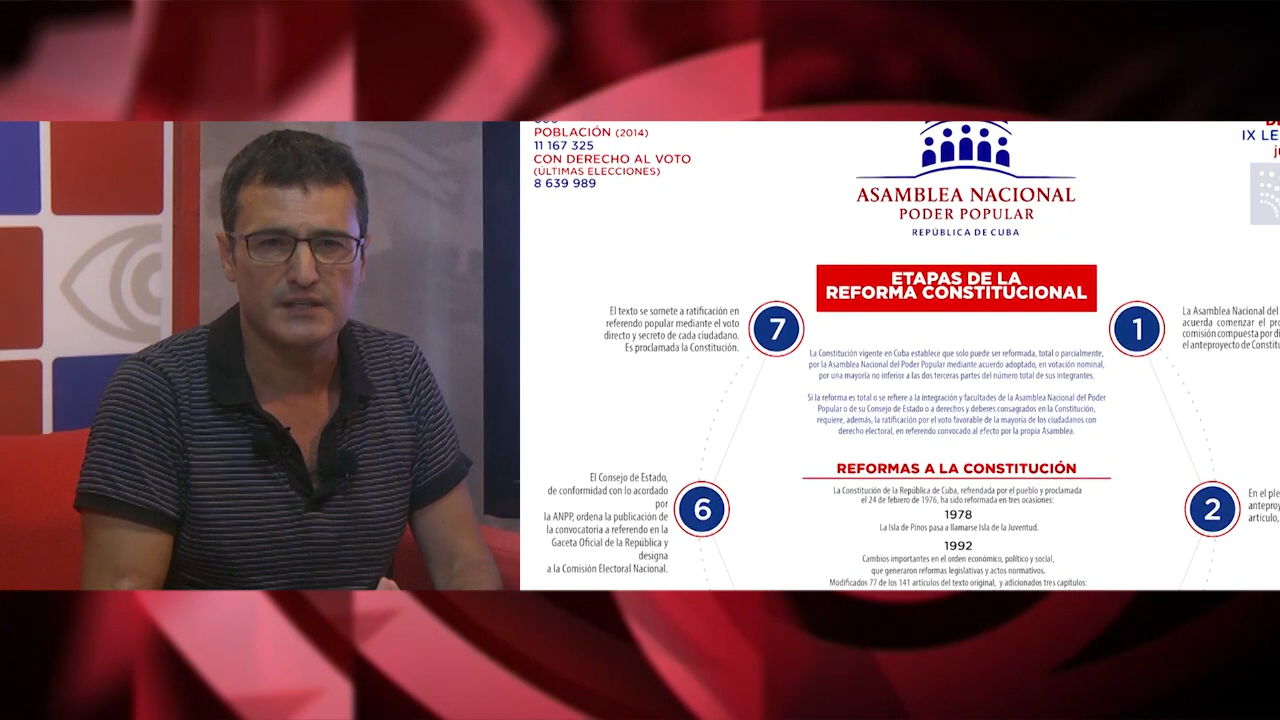 POBLACIÓN (2014)
11 167 325
CON DERECHO AL VOTO
(ÚLTIMAS ELECCIONES)
8 639 989
ASAMBLEA NACIONAL
PODER POPULAR
REPÚBLICA DE CUBA
IX LE
ETAPAS DE LA
REFORMA CONSTITUCIONAL
7
El texto se somete a ratificación en
referendo popular mediante el voto
directo y secreto de cada ciudadano.
Es proclamada la Constitución.
1
La Asamblea Nacional del
acuerda comenzar el pro
comisión compuesta por di
el anteproyecto de Constitu
La Constitución vigente en Cuba establece que solo puede ser reformada, total o parcialmente,
por la Asamblea Nacional del Poder Popular mediante acuerdo adoptado, en votación nominal,
por una mayoría no inferior a las dos terceras partes del número total de sus integrantes.
Si la reforma es total o se refiere a la integración y facultades de la Asamblea Nacional del Poder
Popular o de su Consejo de Estado o a derechos y deberes consagrados en la Constitución,
requiere, además, la ratificación por el voto favorable de la mayoría de los ciudadanos con
derecho electoral, en referendo convocado al efecto por la propia Asamblea.
6
El Consejo de Estado,
de conformidad con lo acordado
por
la ANPP, ordena la publicación de
la convocatoria a referendo en la
Gaceta Oficial de la República y
designa
a la Comisión Electoral Nacional.
2
En el ple
anteproy
artículo,
REFORMAS A LA CONSTITUCIÓN
La Constitución de la República de Cuba, refrendada por el pueblo y proclamada
el 24 de febrero de 1976, ha sido reformada en tres ocasiones:
1978
La Isla de Pinos pasa a llamarse Isla de la Juventud.
1992
Cambios importantes en el orden económico, político y social,
que generaron reformas legislativas y actos normativos.
Modificados 77 de los 141 artículos del texto original, y adicionados tres capítulos: